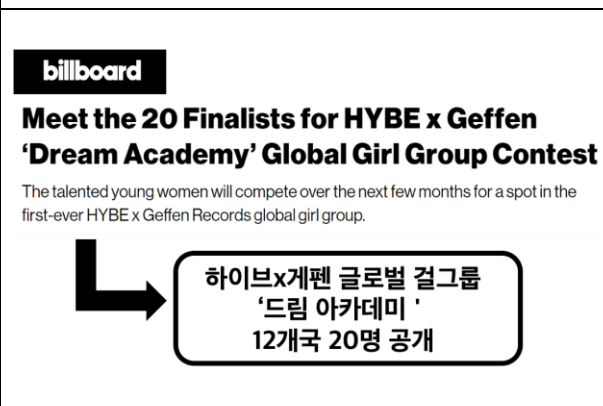 billboard
Meet the 20 Finalists for HYBE x Geffen
‘Dream Academy’ Global Girl Group Contest
The talented young women will compete over the next few months for a spot in the
first-ever HYBE x Geffen Records global girl group.
하이브x게펜 글로벌 걸그룹
‘드림 아카데미 '
12개국 20명 공개